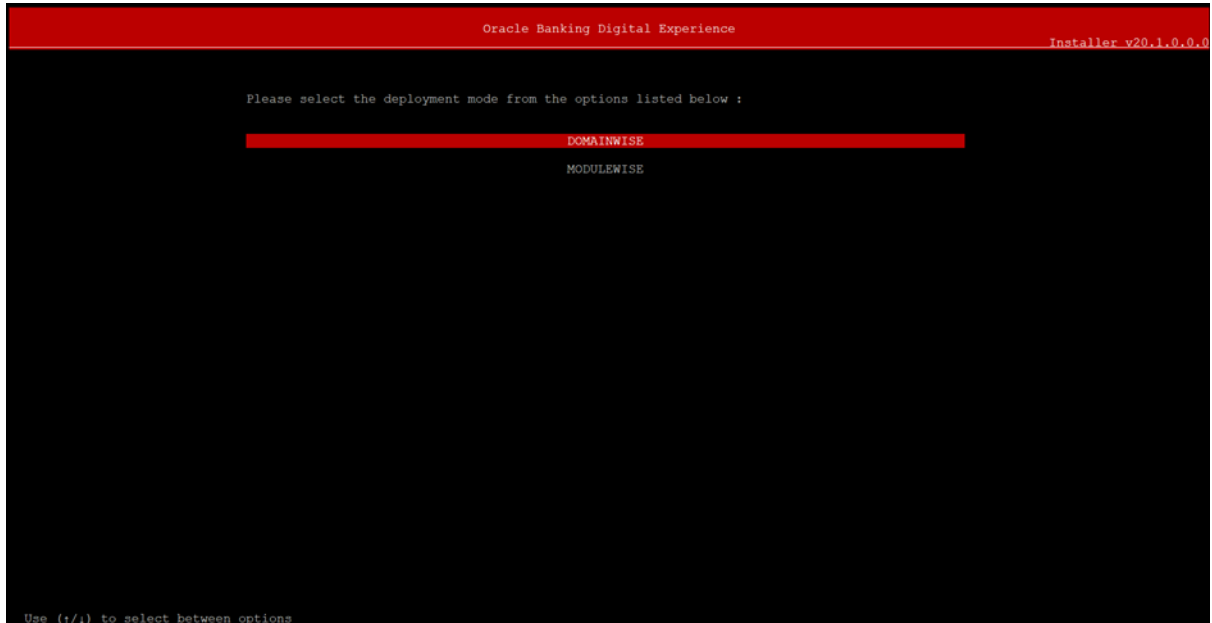 Oracle Banking Digital Experience
Installer v20.1.0.0.0
Please select the deployment mode from the options listed below :
DOMAINWISE
MODULEWISE
Use (↑/↓) to select between options